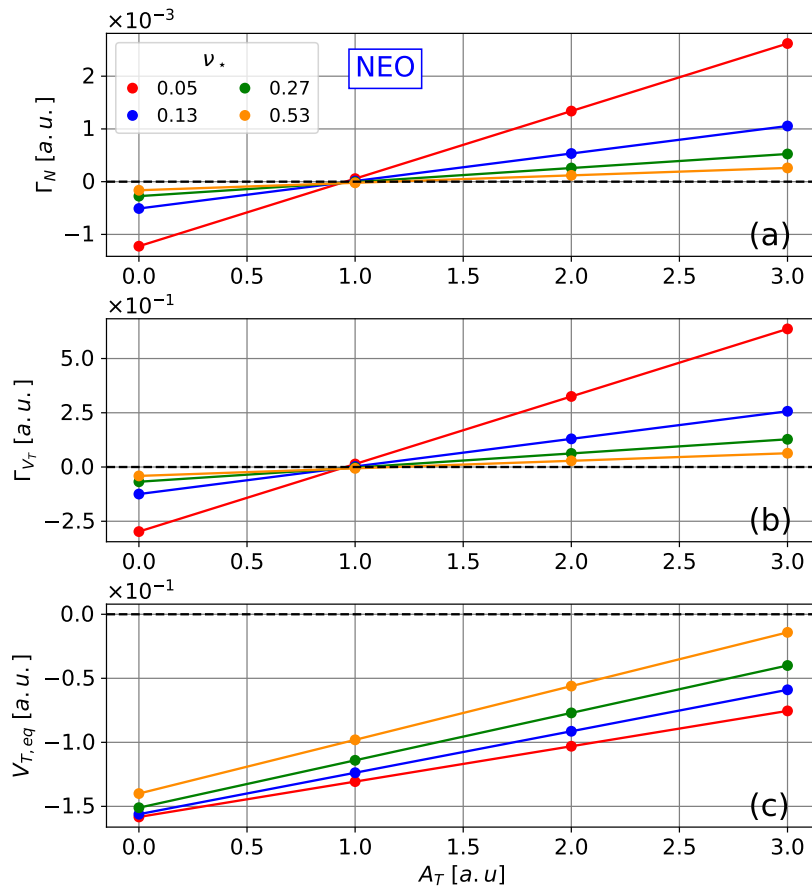 ×10⁻³
ν⋆
0.05 0.27
0.13 0.53
NEO
2
1
0
−1
Γ_N [a.u.]
(a)
0.0 0.5 1.0 1.5 2.0 2.5 3.0
×10⁻¹
5.0
2.5
0.0
−2.5
Γ_{V_T} [a.u.]
(b)
0.0 0.5 1.0 1.5 2.0 2.5 3.0
×10⁻¹
0.0
−0.5
−1.0
−1.5
V_{T,eq} [a.u.]
(c)
0.0 0.5 1.0 1.5 2.0 2.5 3.0
A_T [a.u]